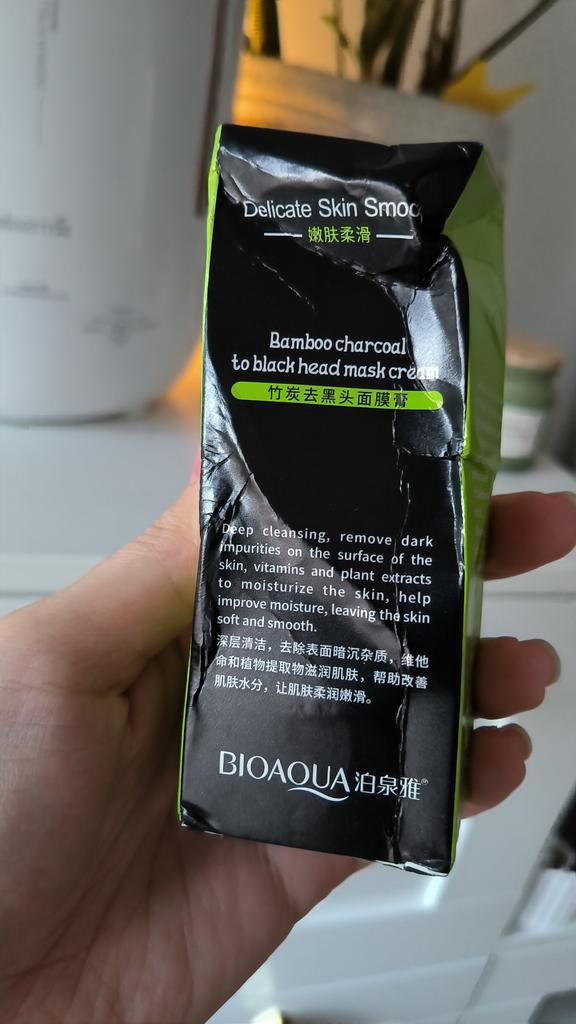 Delicate Skin
嫩肤柔滑
Bamboo charcoal
to black head mask cream
竹炭去黑头面膜膏
Deep cleansing, remove dark
impurities on the surface of the
skin, vitamins and plant extracts
to moisturize the skin, help
improve moisture, leaving the skin
soft and smooth.
深层清洁，去除表面暗沉杂质，维他
命和植物提取物滋润肌肤，帮助改善
肌肤水分，让肌肤柔润嫩滑。
BIOAQUA 泊泉雅®